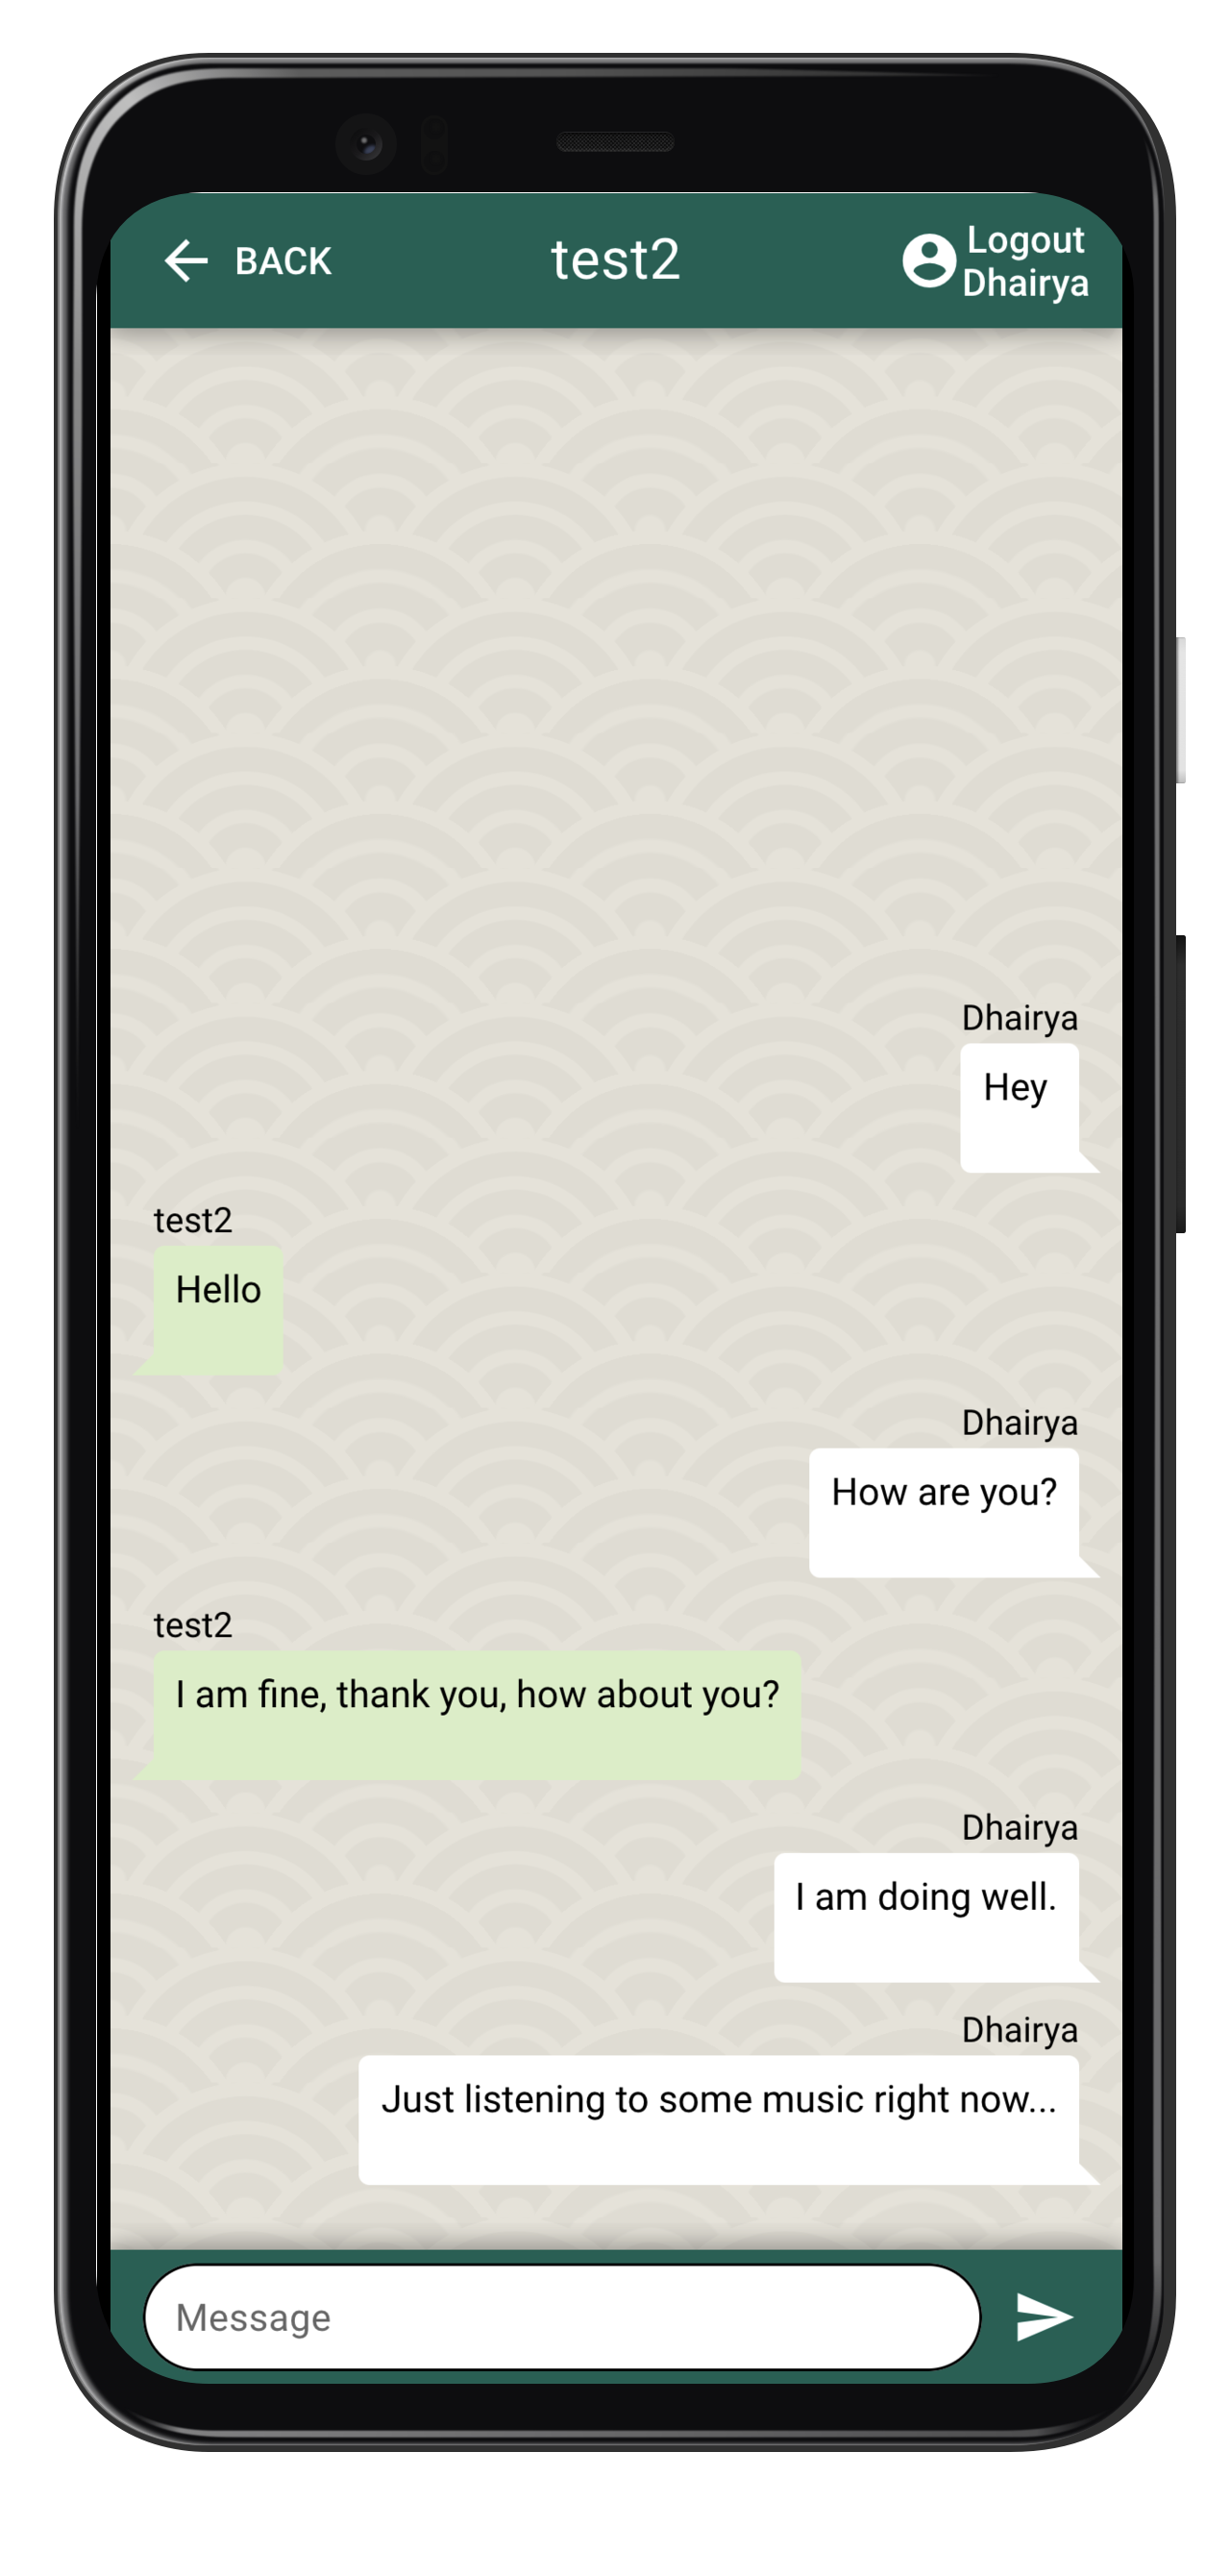 BACK
test2
Logout
Dhairya
Dhairya
Hey
test2
Hello
Dhairya
How are you?
test2
I am fine, thank you, how about you?
Dhairya
I am doing well.
Dhairya
Just listening to some music right now...
Message